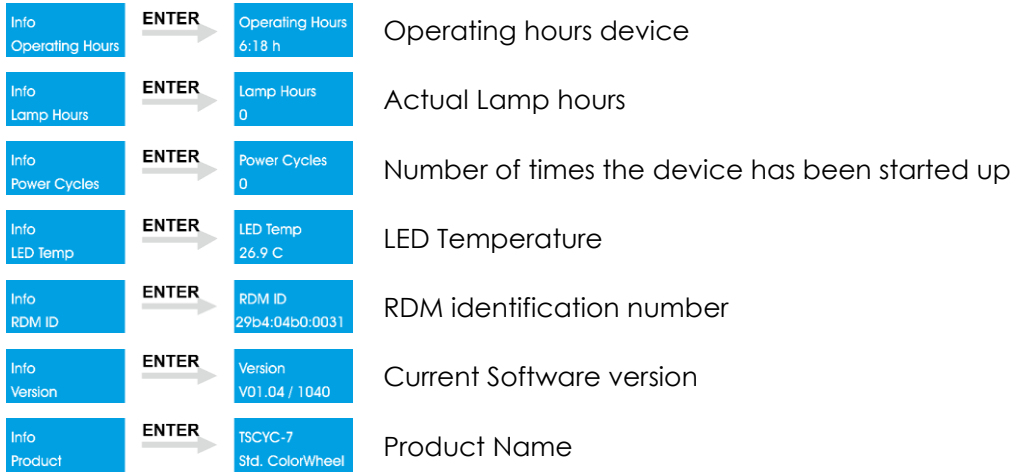 Info
Operating Hours
ENTER
Operating Hours
6:18 h
Operating hours device
Info
Lamp Hours
ENTER
Lamp Hours
0
Actual Lamp hours
Info
Power Cycles
ENTER
Power Cycles
0
Number of times the device has been started up
Info
LED Temp
ENTER
LED Temp
26.9 C
LED Temperature
Info
RDM ID
ENTER
RDM ID
29b4:04b0:0031
RDM identification number
Info
Version
ENTER
Version
V01.04 / 1040
Current Software version
Info
Product
ENTER
TSCYC-7
Std. ColorWheel
Product Name